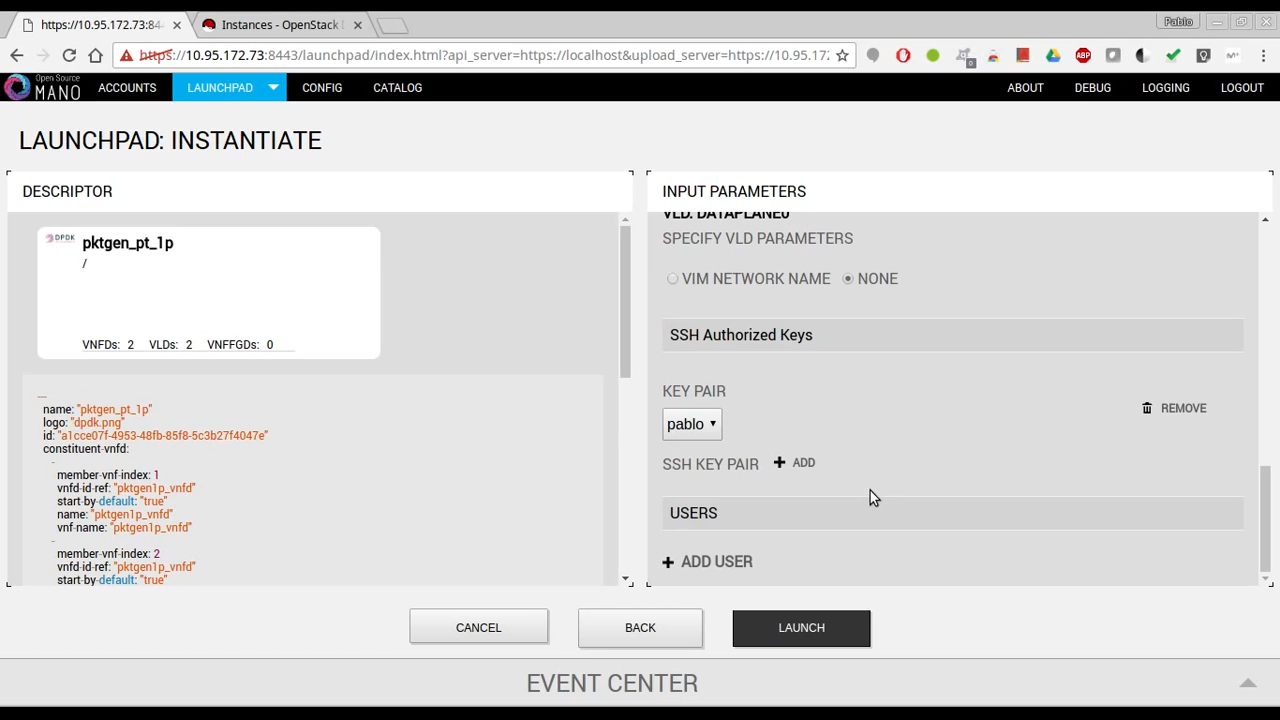 https://10.95.172.73:844
Instances - OpenStack
Pablo
https://10.95.172.73:8443/launchpad/index.html?api_server=https://localhost&upload_server=https://10.95.17
ABP
0
Open Source
MANO
ACCOUNTS
LAUNCHPAD
CONFIG
CATALOG
ABOUT
DEBUG
LOGGING
LOGOUT
LAUNCHPAD: INSTANTIATE
DESCRIPTOR
DPDK
pktgen_pt_1p
/
VNFDs: 2 VLDs: 2 VNFFGDs: 0
---
name: "pktgen_pt_1p"
logo: "dpdk.png"
id: "a1cce07f-4953-48fb-85f8-5c3b27f4047e"
constituent-vnfd:
-
member-vnf-index: 1
vnfd-id-ref: "pktgen1p_vnfd"
start-by-default: "true"
name: "pktgen1p_vnfd"
vnf-name: "pktgen1p_vnfd"
-
member-vnf-index: 2
vnfd-id-ref: "pktgen1p_vnfd"
start-by-default: "true"
INPUT PARAMETERS
VLD: DATAPLANE0
SPECIFY VLD PARAMETERS
VIM NETWORK NAME
NONE
SSH Authorized Keys
KEY PAIR
pablo
REMOVE
SSH KEY PAIR
ADD
USERS
ADD USER
CANCEL
BACK
LAUNCH
EVENT CENTER